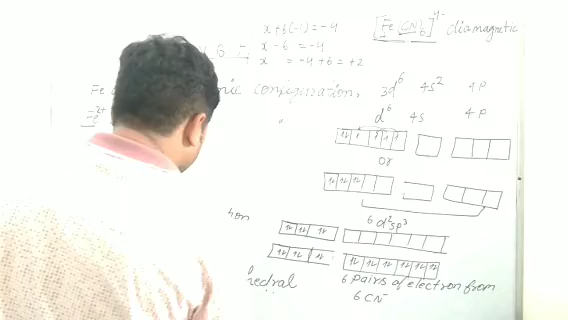 x+6(-1)=-4 [Fe(CN)6]4- diamagnetic
x-6 = -4
x = -4+6 = +2
Fe configuration, 3d6 4s2 4p
Fe2+ " d6 4s 4p
or
6 d2sp3
6 pairs of electron from
6 CN-